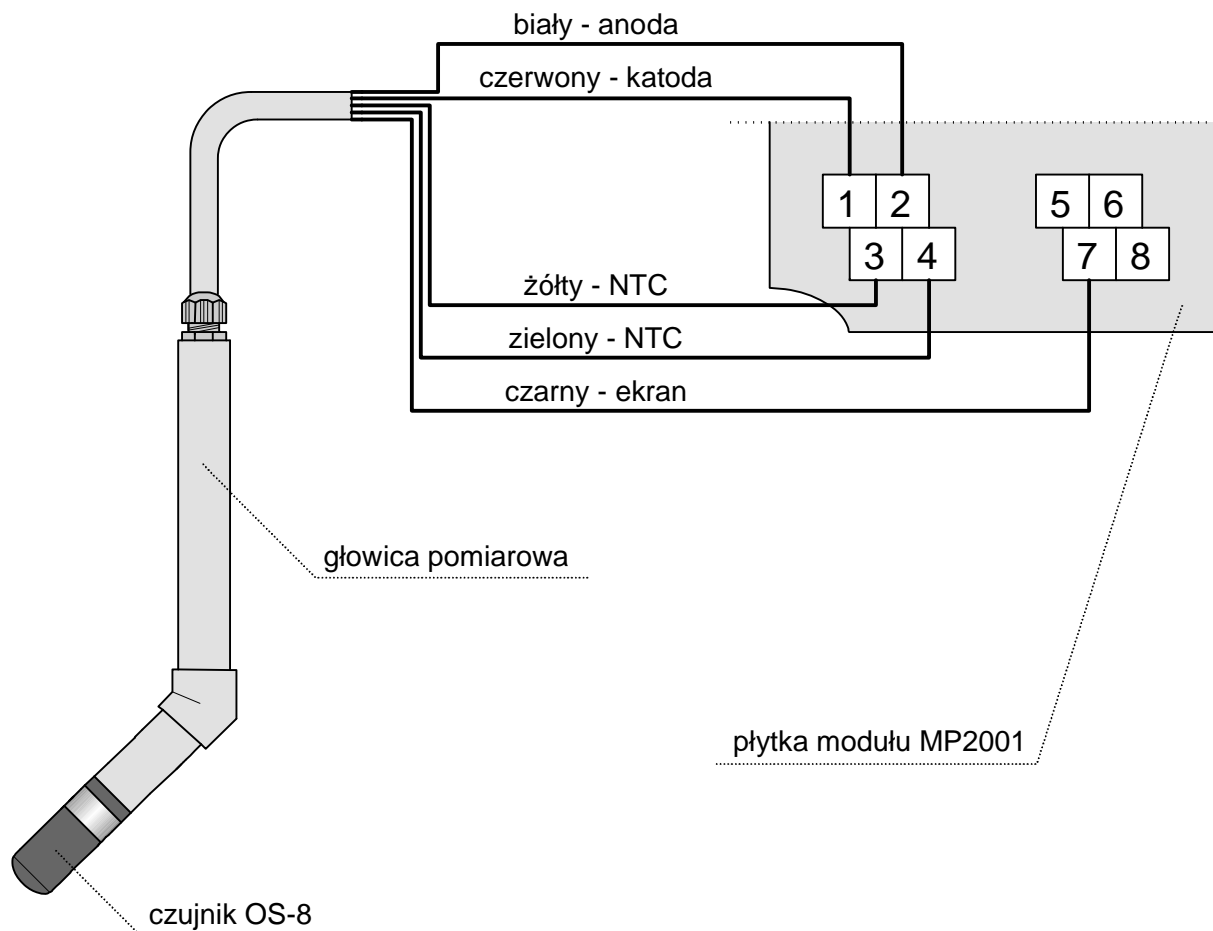 biały - anoda
czerwony - katoda
1 2 5 6
3 4 7 8
żółty - NTC
zielony - NTC
czarny - ekran
głowica pomiarowa
płytka modułu MP2001
czujnik OS-8